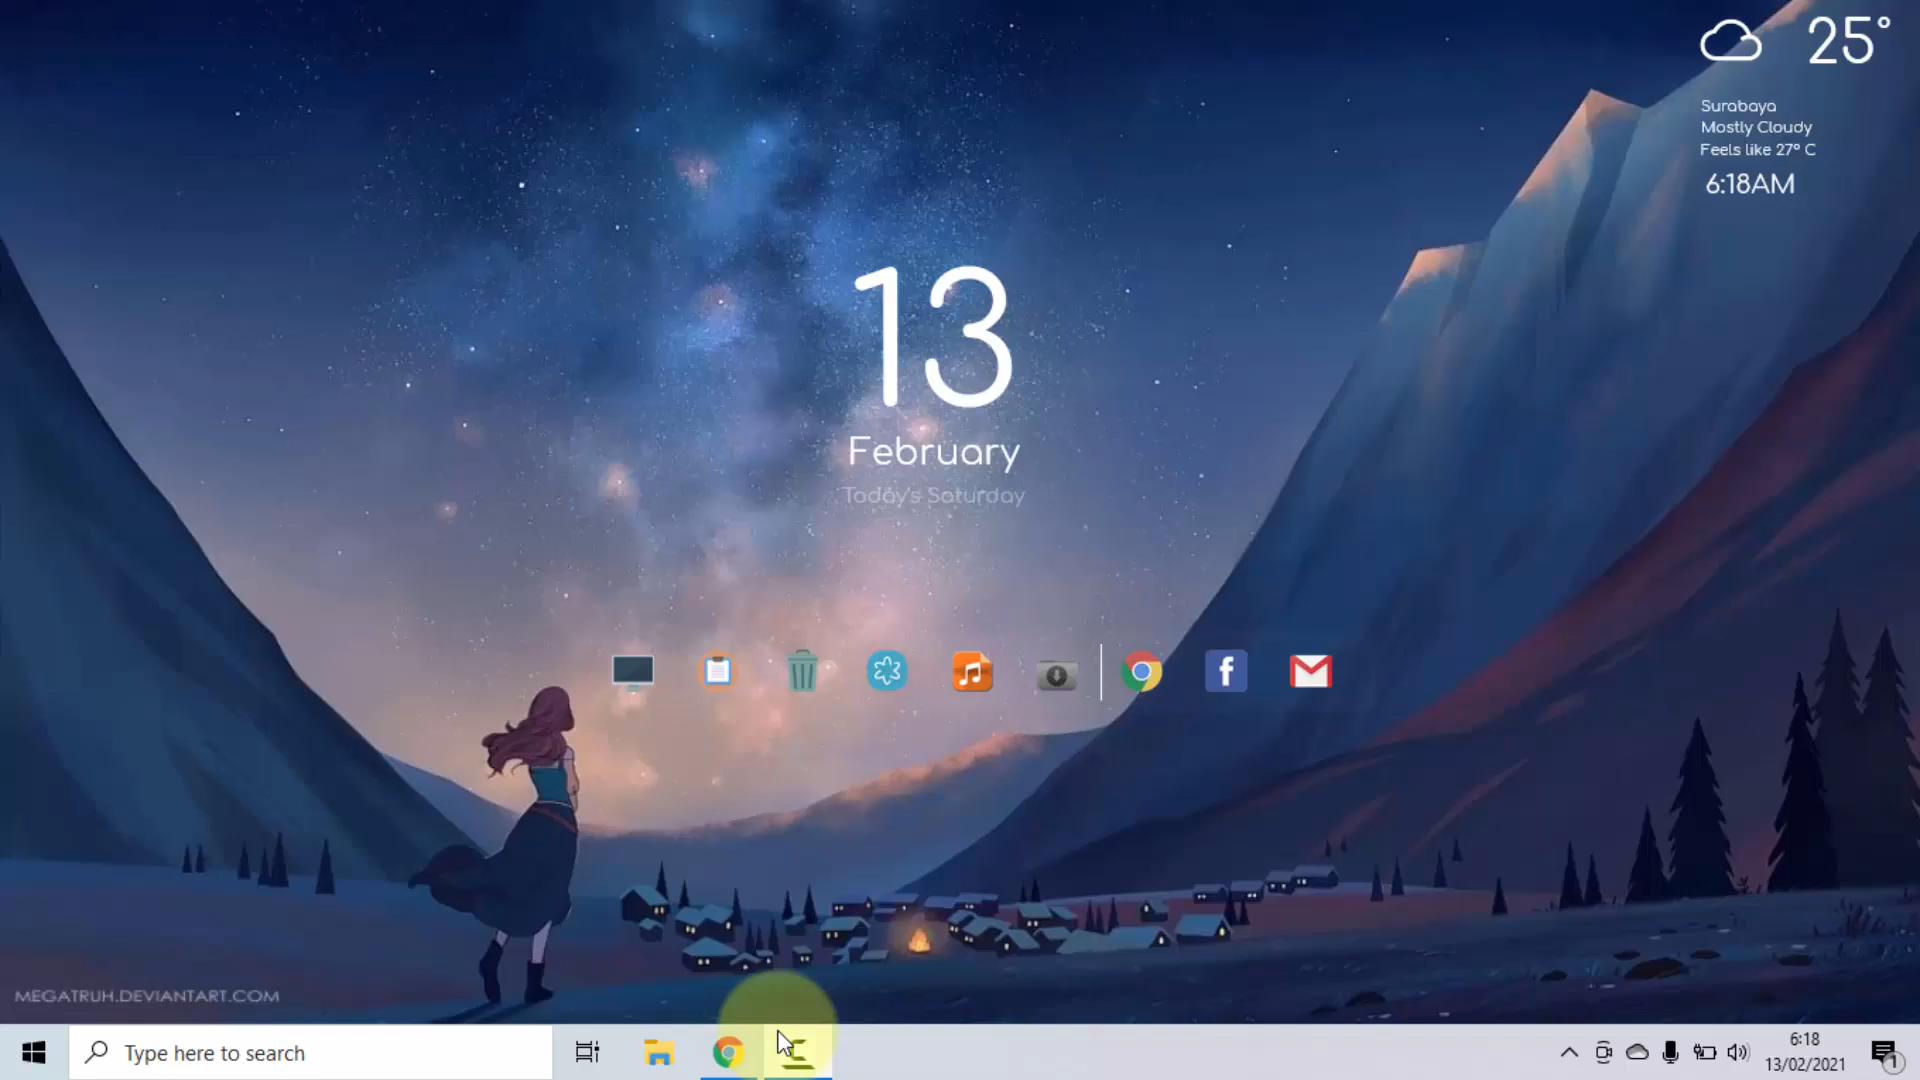 25°
Surabaya
Mostly Cloudy
Feels like 27° C
6:18AM
13
February
Today's Saturday
f
MEGATRUH.DEVIANTART.COM
Type here to search
6:18
13/02/2021
1